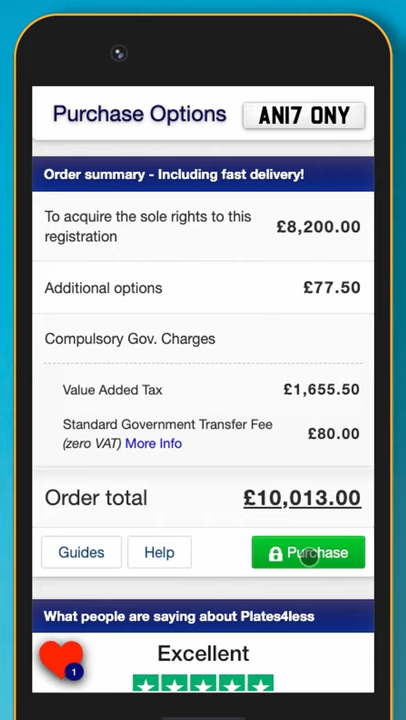 Purchase Options
AN17 ONY
Order summary - Including fast delivery!
To acquire the sole rights to this
registration
£8,200.00
Additional options
£77.50
Compulsory Gov. Charges
Value Added Tax
£1,655.50
Standard Government Transfer Fee
(zero VAT) More Info
£80.00
Order total
£10,013.00
Guides
Help
Purchase
What people are saying about Plates4less
1
Excellent